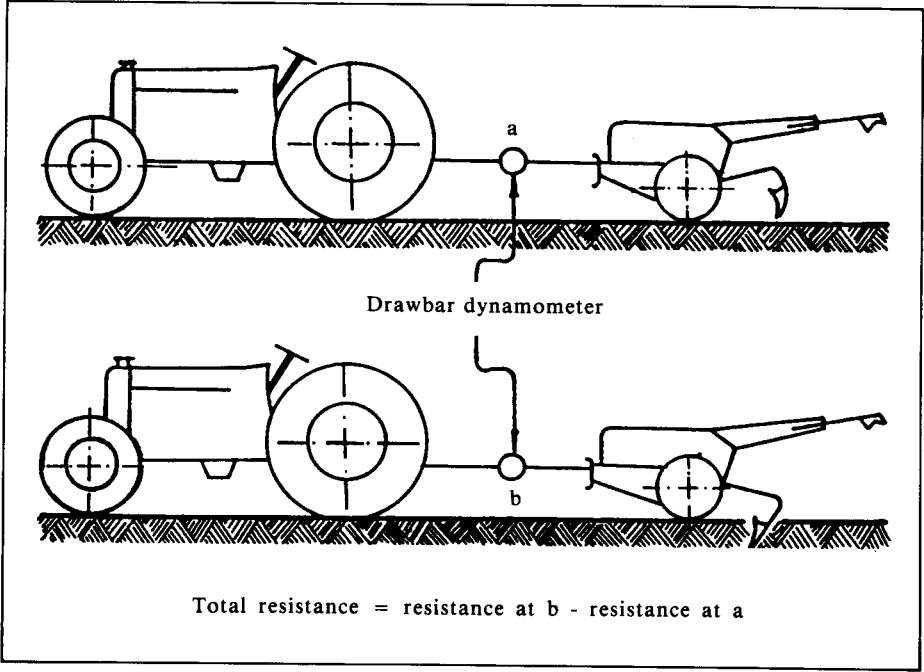 a
Drawbar dynamometer
b
Total resistance = resistance at b - resistance at a